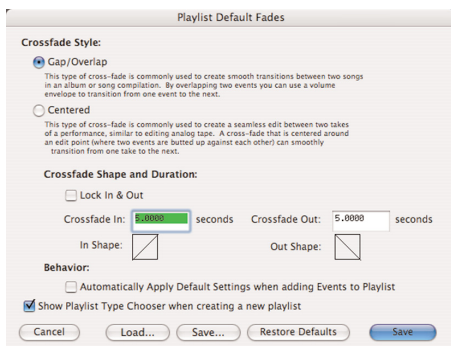 Playlist Default Fades
Crossfade Style:
Gap/Overlap
This type of cross-fade is commonly used to create smooth transitions between two songs
in an album or song compilation. By overlapping two events you can use a volume
envelope to transition from one event to the next.
Centered
This type of cross-fade is commonly used to create a seamless edit between two takes
of a performance, similar to editing analog tape. A cross-fade that is centered around
an edit point (where two events are butted up against each other) can smoothly
transition from one take to the next.
Crossfade Shape and Duration:
Lock In & Out
Crossfade In: 5.0000 seconds Crossfade Out: 5.0000 seconds
In Shape: Out Shape:
Behavior:
Automatically Apply Default Settings when adding Events to Playlist
Show Playlist Type Chooser when creating a new playlist
Cancel Load... Save... Restore Defaults Save